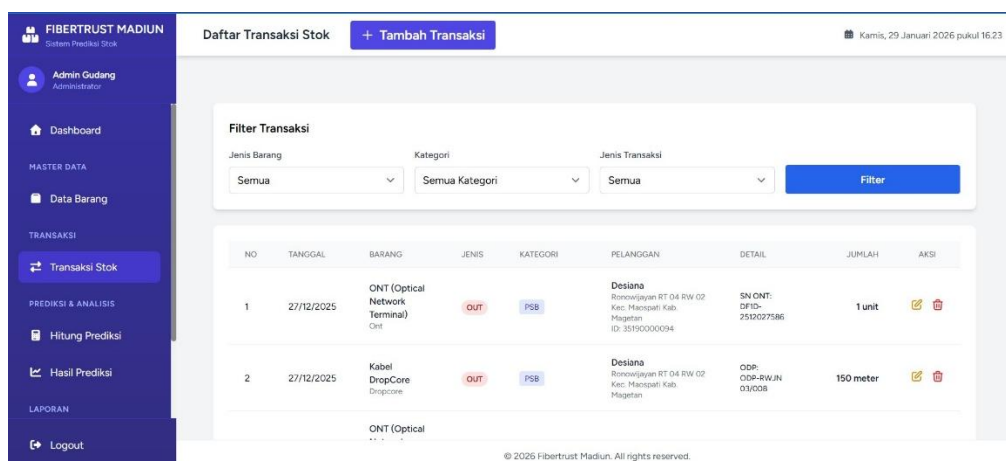 FIBERTRUST MADIUN
Sistem Prediksi Stok
Admin Gudang
Administrator
Dashboard
MASTER DATA
Data Barang
TRANSAKSI
Transaksi Stok
PREDIKSI & ANALISIS
Hitung Prediksi
Hasil Prediksi
LAPORAN
Logout
Daftar Transaksi Stok
+ Tambah Transaksi
Kamis, 29 Januari 2026 pukul 16.23
Filter Transaksi
Jenis Barang Kategori Jenis Transaksi
Semua Semua Kategori Semua Filter
NO TANGGAL BARANG JENIS KATEGORI PELANGGAN DETAIL JUMLAH AKSI
1 27/12/2025
ONT (Optical
Network
Terminal)
Ont
OUT
PSB
Desiana
Ronowijayan RT 04 RW 02
Kec. Maospati Kab.
Magetan
ID: 35190000094
SN ONT:
DF1D-
2512027586
1 unit
2 27/12/2025
Kabel
DropCore
Dropcore
OUT
PSB
Desiana
Ronowijayan RT 04 RW 02
Kec. Maospati Kab.
Magetan
ODP:
ODP-RWJN
03/008
150 meter
ONT (Optical
© 2026 Fibertrust Madiun. All rights reserved.